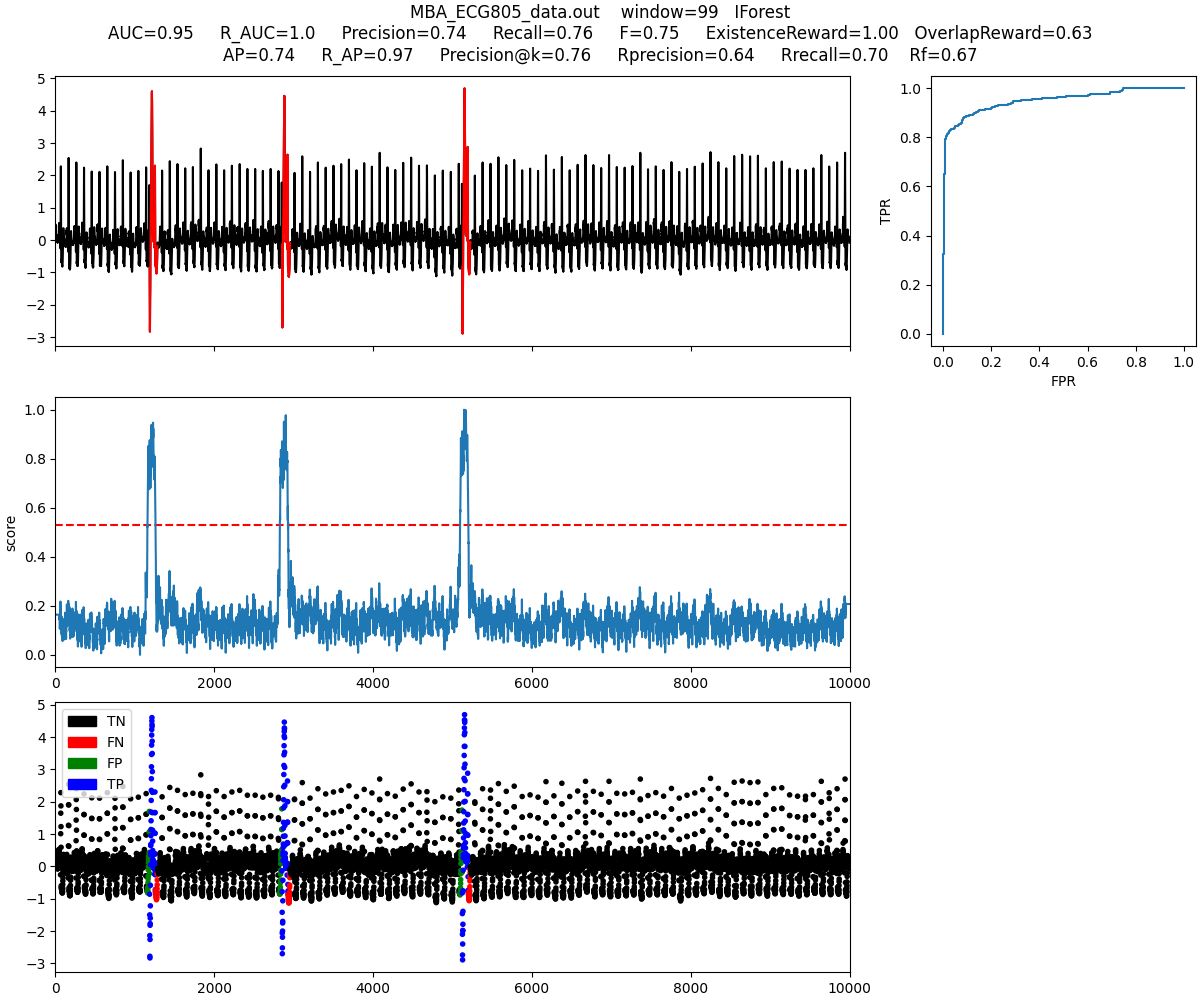 MBA_ECG805_data.out    window=99   IForest
AUC=0.95     R_AUC=1.0     Precision=0.74     Recall=0.76     F=0.75     ExistenceReward=1.00   OverlapReward=0.63
AP=0.74     R_AP=0.97     Precision@k=0.76     Rprecision=0.64     Rrecall=0.70    Rf=0.67
5
4
3
2
1
0
−1
−2
−3
1.0
0.8
0.6
0.4
0.2
0.0
TPR
0.0 0.2 0.4 0.6 0.8 1.0
FPR
1.0
0.8
0.6
0.4
0.2
0.0
score
0 2000 4000 6000 8000 10000
5
4
3
2
1
0
−1
−2
−3
TN
FN
FP
TP
0 2000 4000 6000 8000 10000